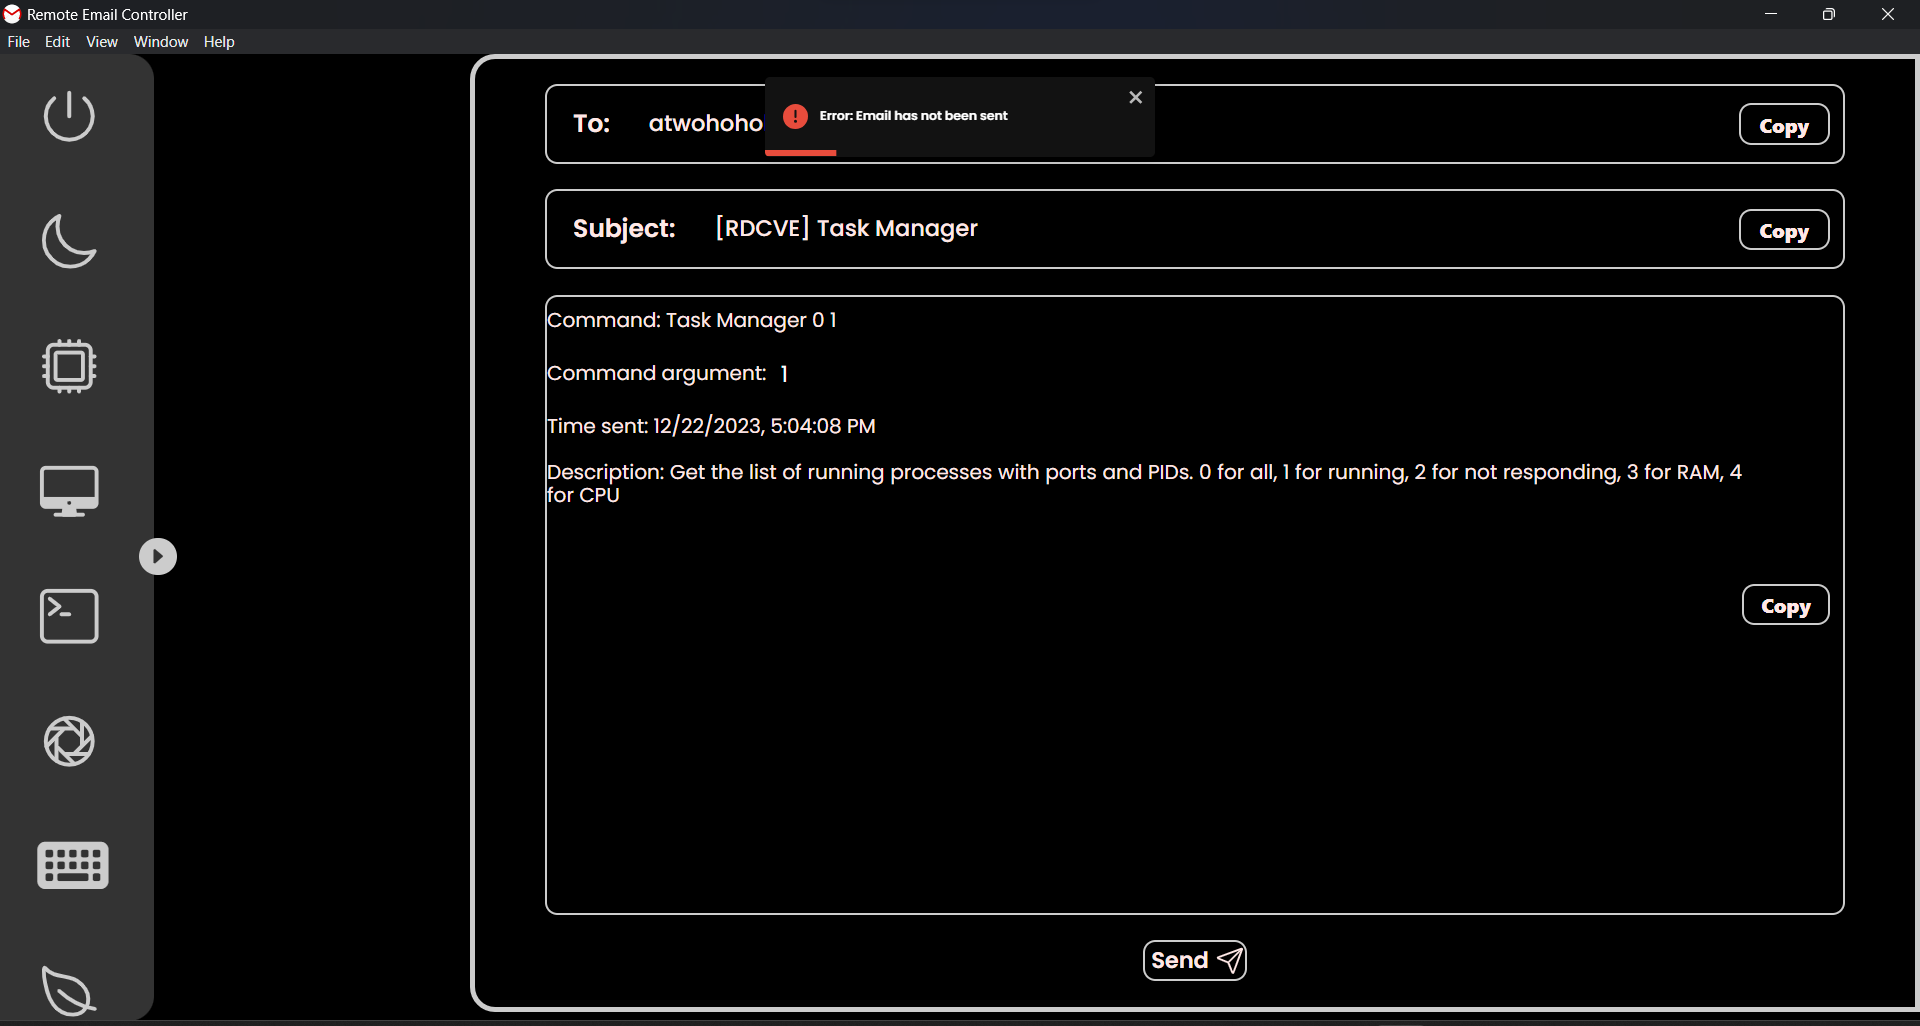 Remote Email Controller
File Edit View Window Help
To: atwohoho
Error: Email has not been sent
Copy
Subject: [RDCVE] Task Manager
Copy
Command: Task Manager 0 1
Command argument: 1
Time sent: 12/22/2023, 5:04:08 PM
Description: Get the list of running processes with ports and PIDs. 0 for all, 1 for running, 2 for not responding, 3 for RAM, 4
for CPU
Copy
Send